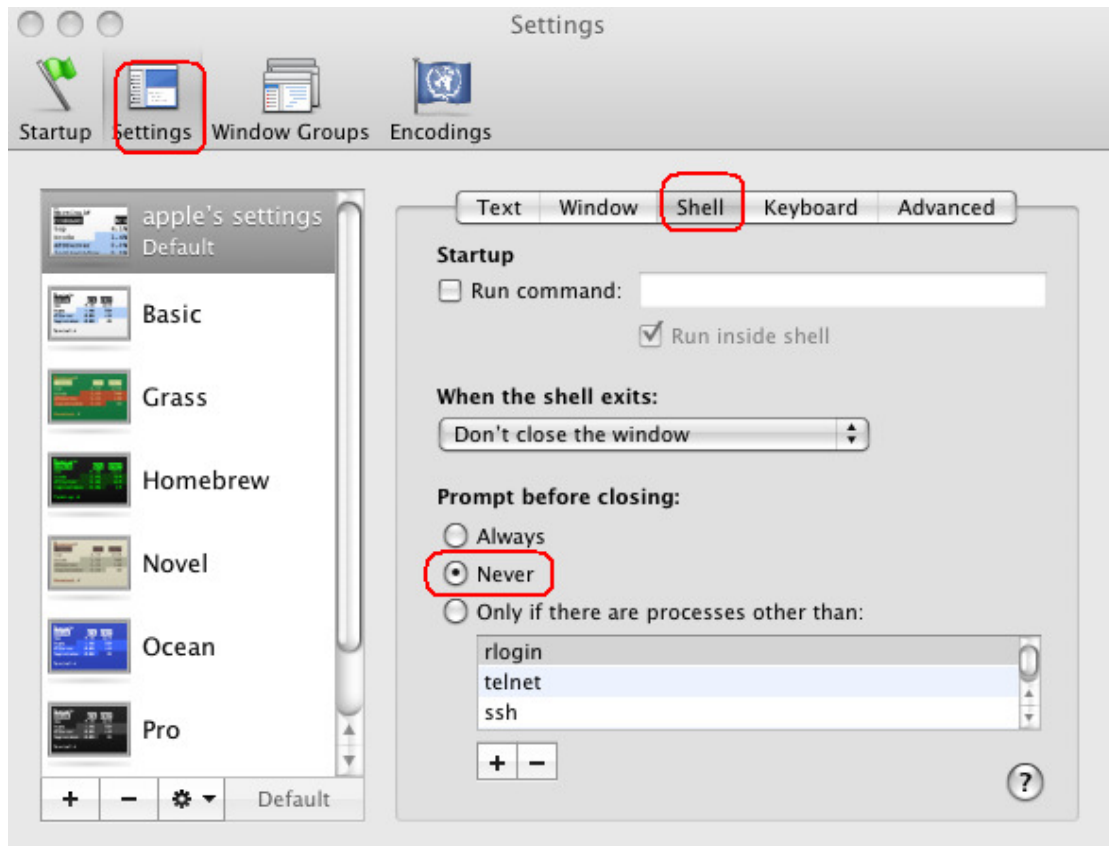 Settings
Startup Settings Window Groups Encodings
apple's settings
Default
Basic
Grass
Homebrew
Novel
Ocean
Pro
+ − Default
Text Window Shell Keyboard Advanced
Startup
Run command:
Run inside shell
When the shell exits:
Don't close the window
Prompt before closing:
Always
Never
Only if there are processes other than:
rlogin
telnet
ssh
+ −
?